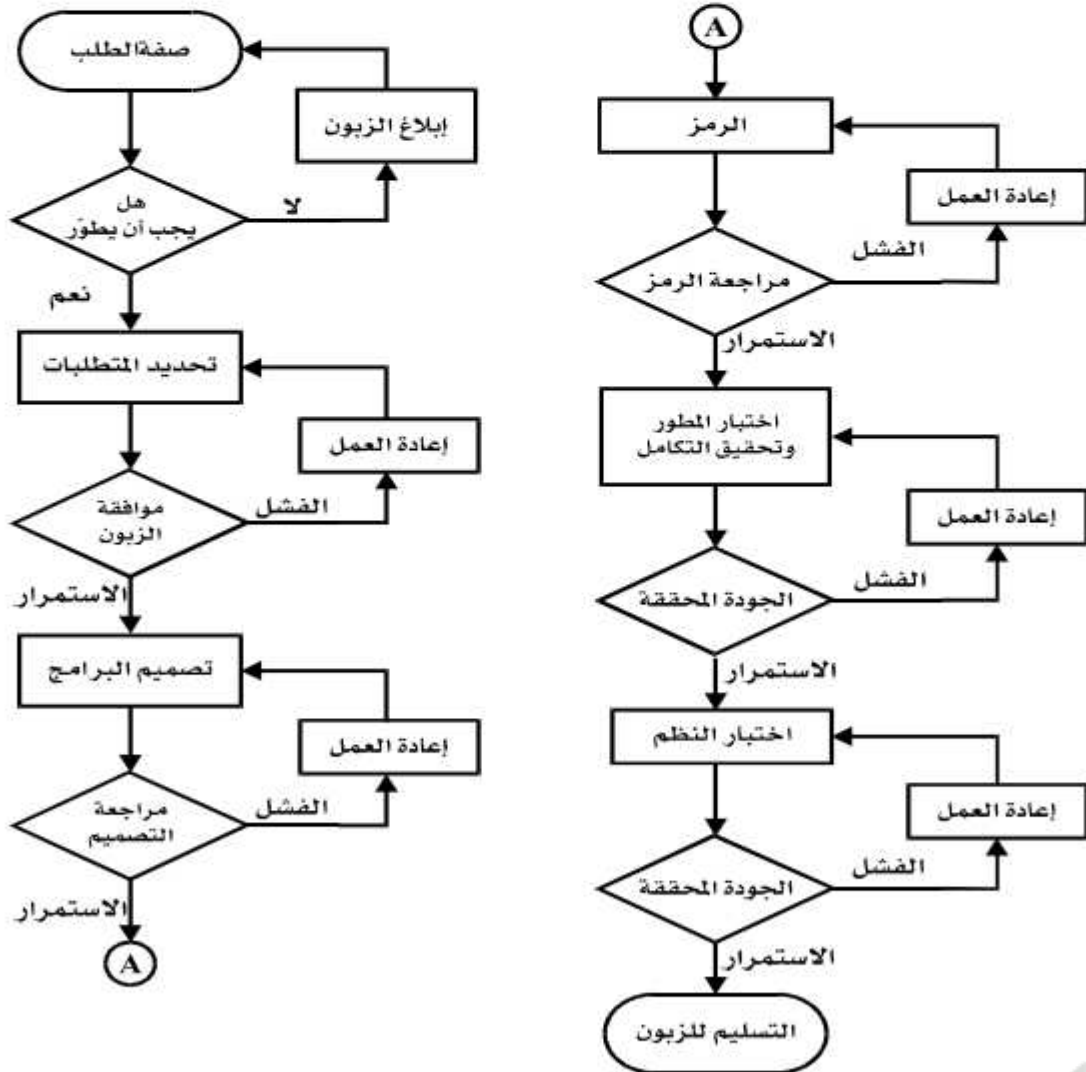 صفة الطلب
إبلاغ الزبون
هل
يجب أن يطوّر
لا
نعم
تحديد المتطلبات
إعادة العمل
موافقة
الزبون
الفشل
الاستمرار
تصميم البرامج
إعادة العمل
مراجعة
التصميم
الفشل
الاستمرار
A
A
الرمز
إعادة العمل
مراجعة الرمز
الفشل
الاستمرار
اختبار المطور
وتحقيق التكامل
إعادة العمل
الجودة المحققة
الفشل
الاستمرار
اختبار النظم
إعادة العمل
الجودة المحققة
الفشل
الاستمرار
التسليم للزبون